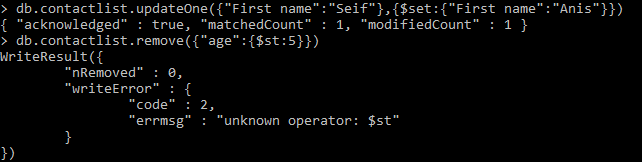 > db.contactlist.updateOne({"First name":"Seif"},{$set:{"First name":"Anis"}})
{ "acknowledged" : true, "matchedCount" : 1, "modifiedCount" : 1 }
> db.contactlist.remove({"age":{$st:5}})
WriteResult({
        "nRemoved" : 0,
        "writeError" : {
                "code" : 2,
                "errmsg" : "unknown operator: $st"
        }
})